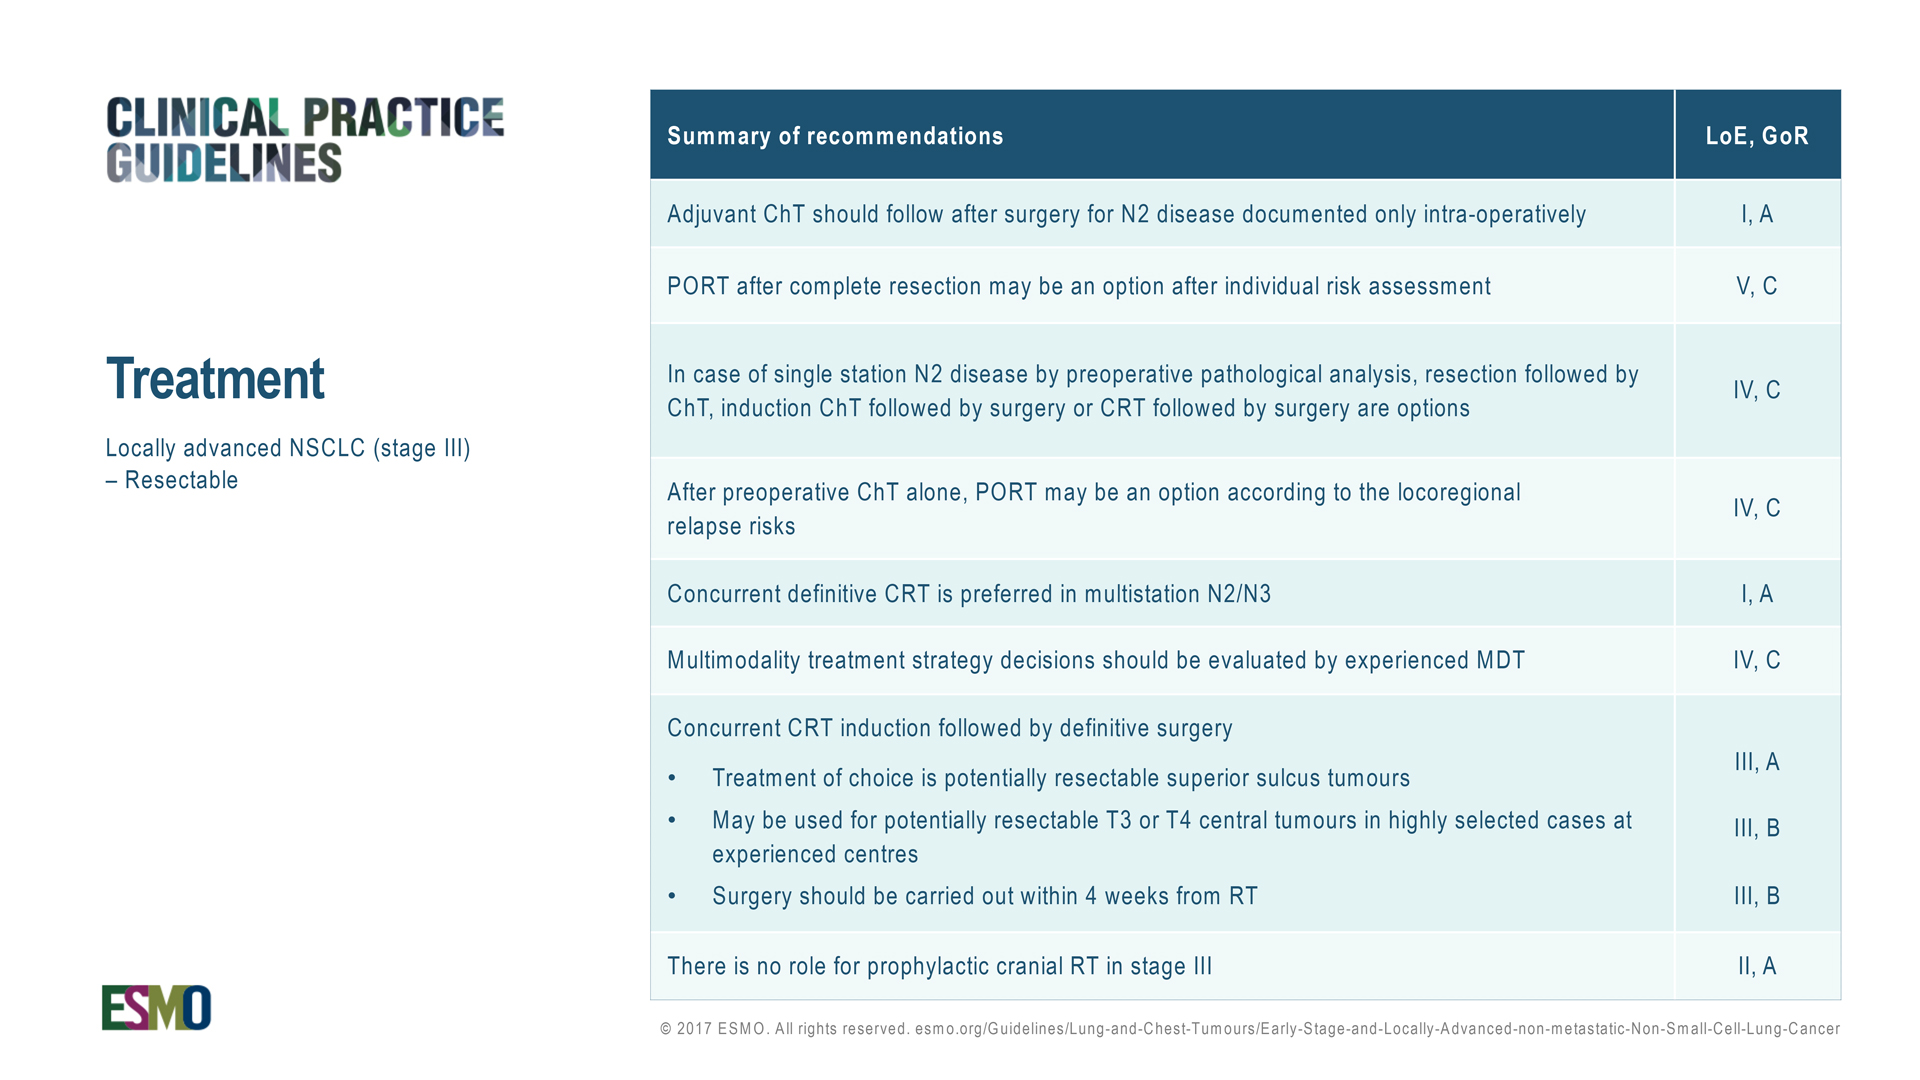 CLINICAL PRACTICE
GUIDELINES
Treatment
Locally advanced NSCLC (stage III)
– Resectable
ESMO
Summary of recommendations
LoE, GoR
Adjuvant ChT should follow after surgery for N2 disease documented only intra-operatively
I, A
PORT after complete resection may be an option after individual risk assessment
V, C
In case of single station N2 disease by preoperative pathological analysis, resection followed by
ChT, induction ChT followed by surgery or CRT followed by surgery are options
IV, C
After preoperative ChT alone, PORT may be an option according to the locoregional
relapse risks
IV, C
Concurrent definitive CRT is preferred in multistation N2/N3
I, A
Multimodality treatment strategy decisions should be evaluated by experienced MDT
IV, C
Concurrent CRT induction followed by definitive surgery
• Treatment of choice is potentially resectable superior sulcus tumours
III, A
• May be used for potentially resectable T3 or T4 central tumours in highly selected cases at
experienced centres
III, B
• Surgery should be carried out within 4 weeks from RT
III, B
There is no role for prophylactic cranial RT in stage III
II, A
© 2017 ESMO. All rights reserved. esmo.org/Guidelines/Lung-and-Chest-Tumours/Early-Stage-and-Locally-Advanced-non-metastatic-Non-Small-Cell-Lung-Cancer